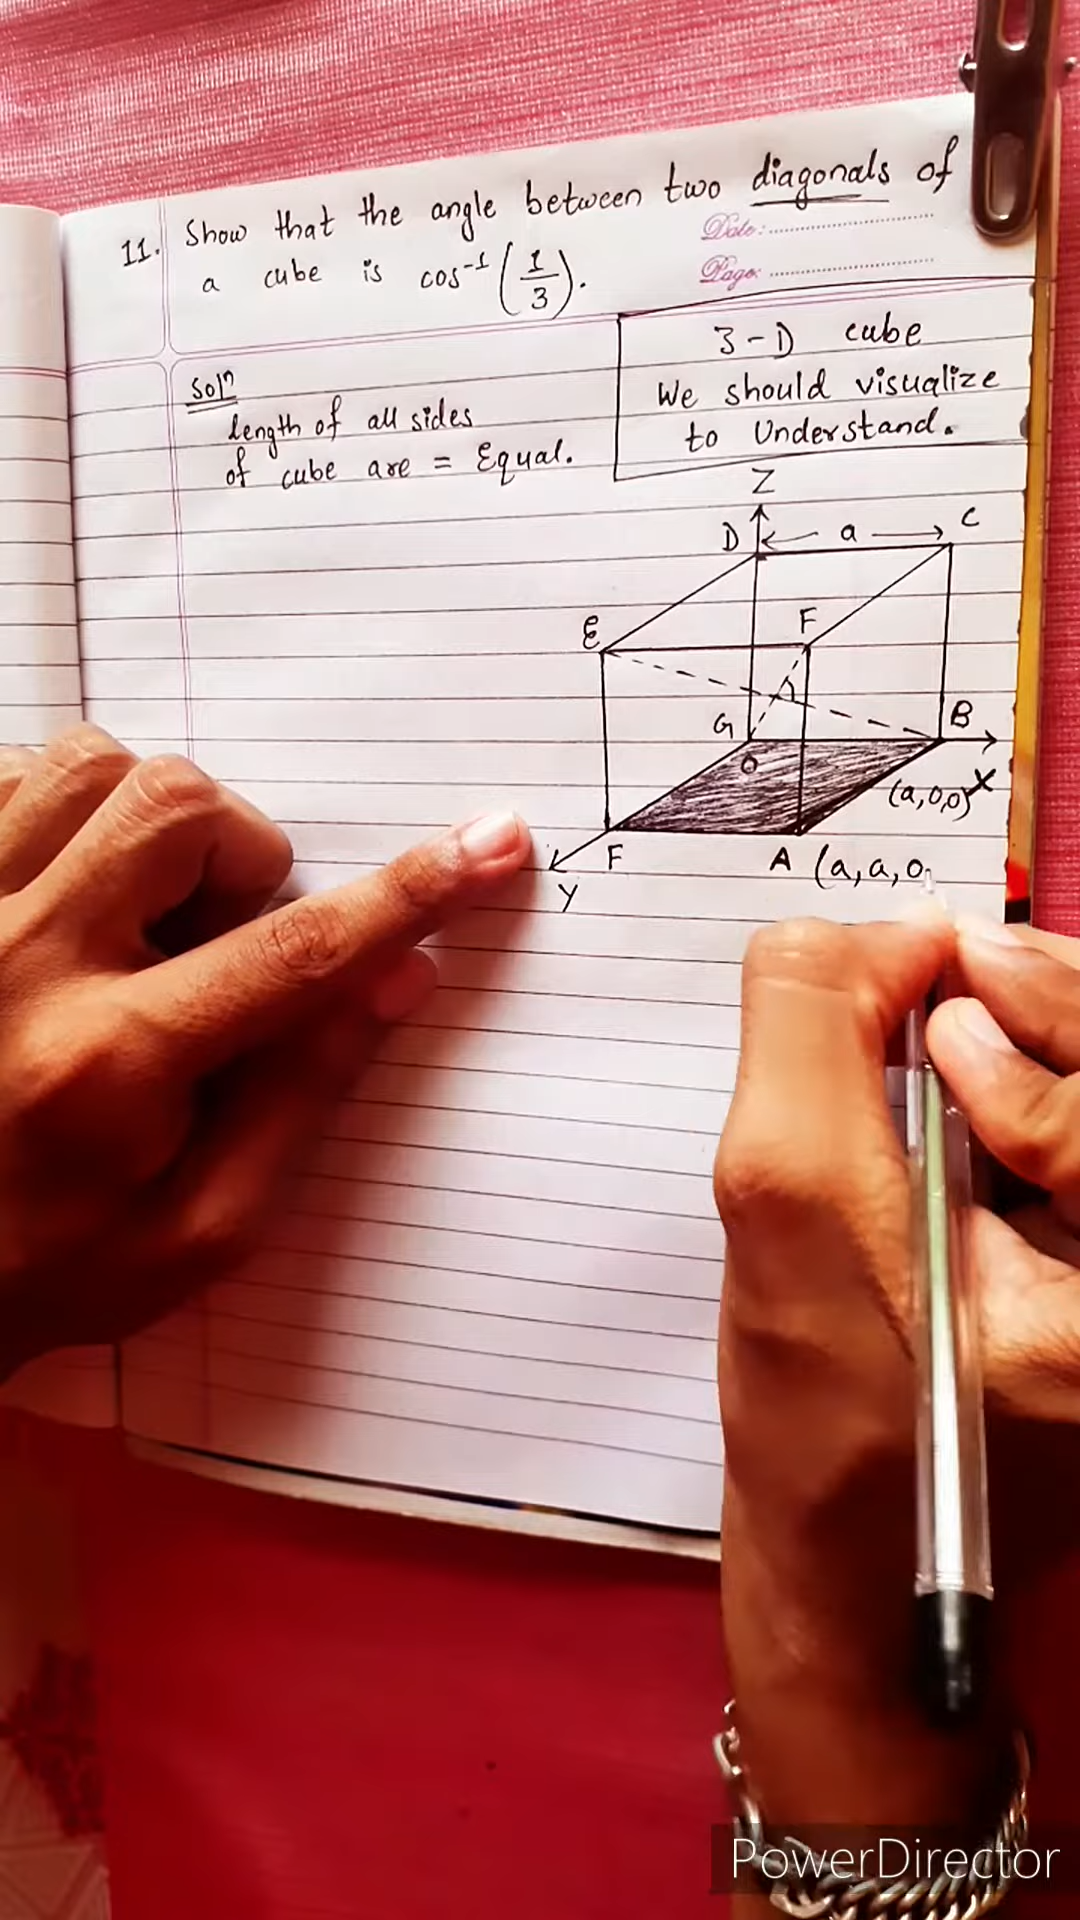 11. Show that the angle between two diagonals of
a cube is cos⁻¹(1/3).
Date:
Page:
3-D cube
We should visualize
to Understand.
Solⁿ
length of all sides
of cube are = Equal.
Z
D ← a → C
E F
G B
O
(a,0,0) X
F A (a,a,0
Y
PowerDirector